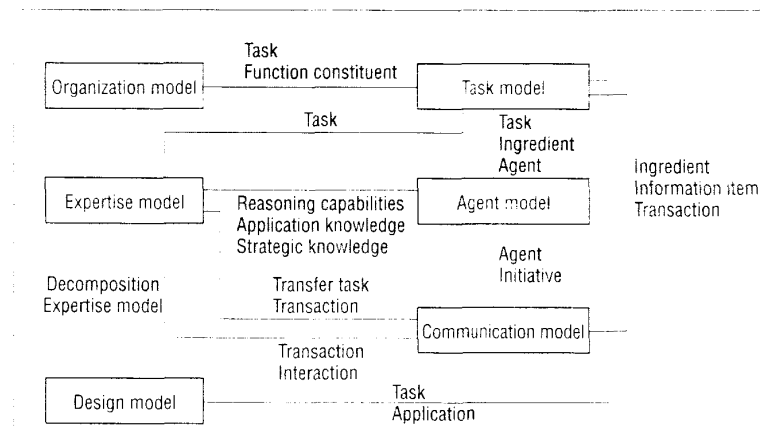 Task
Function constituent
Organization model
Task model
Task
Task
Ingredient
Agent
Ingredient
Information item
Transaction
Expertise model
Reasoning capabilities
Application knowledge
Strategic knowledge
Agent model
Agent
Initiative
Decomposition
Expertise model
Transfer task
Transaction
Communication model
Transaction
Interaction
Design model
Task
Application